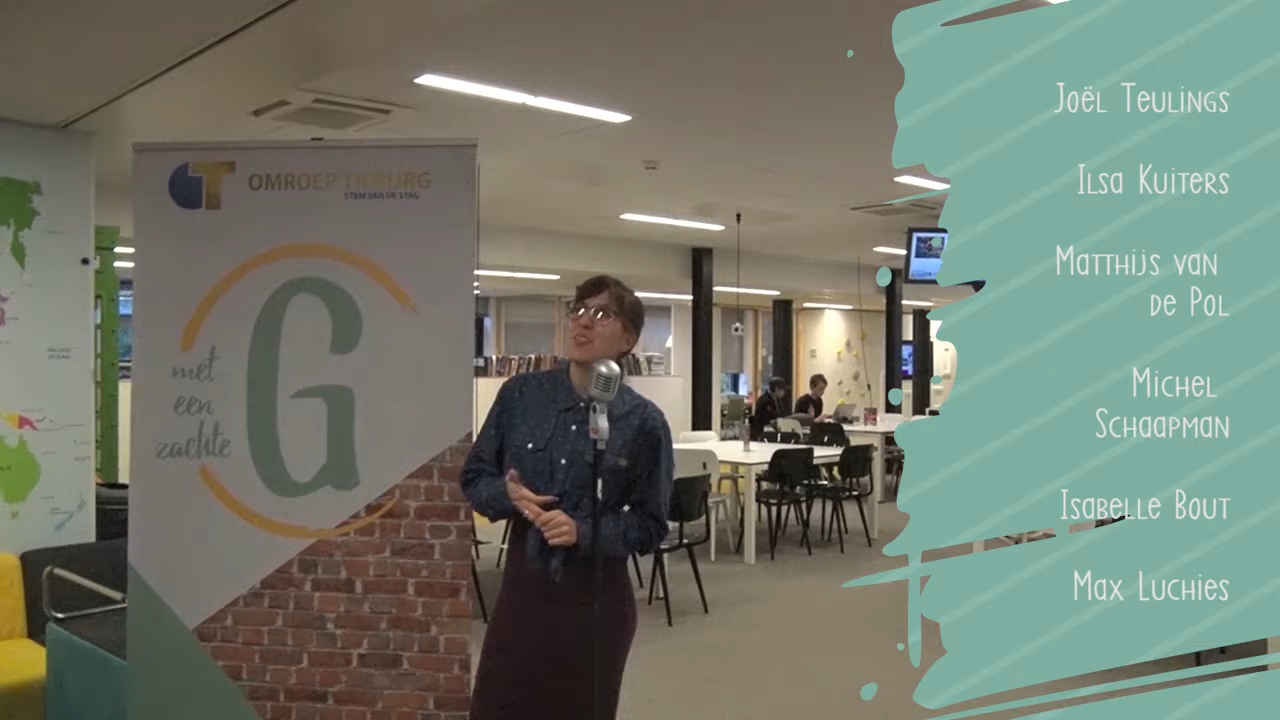 OMROEP TILBURG
STEM VAN DE STAD
met
een
zachte
G
Joël Teulings
Ilsa Kuiters
Matthijs van
de Pol
Michel
Schaapman
Isabelle Bout
Max Luchies